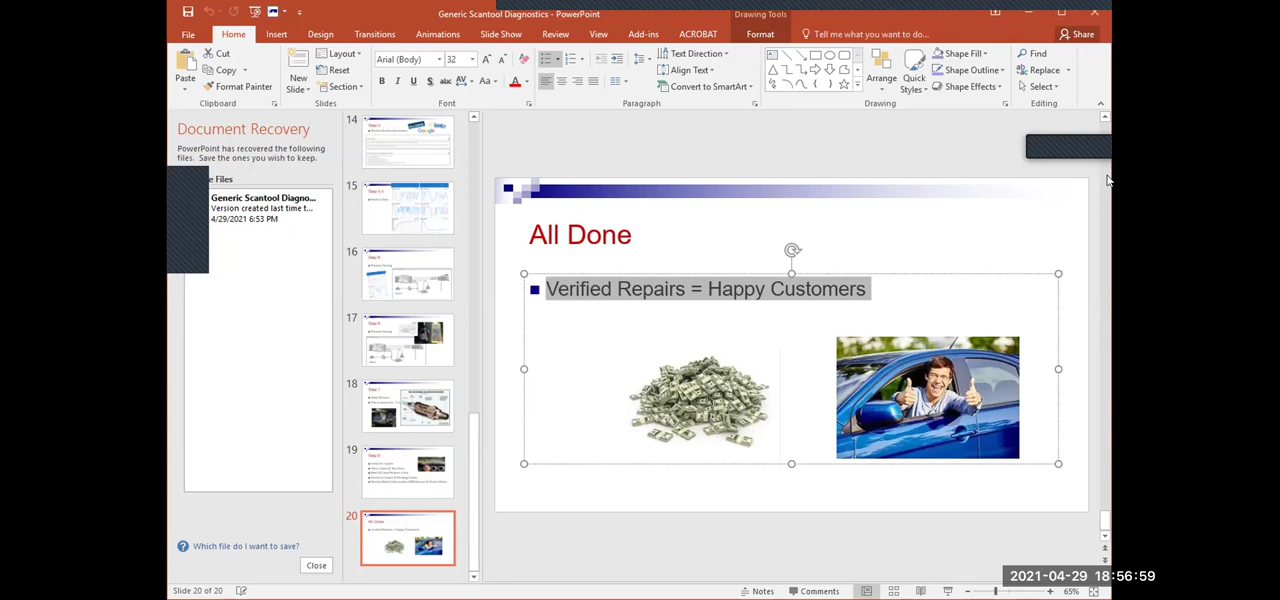 Generic Scantool Diagnostics - PowerPoint
Drawing Tools
File
Home
Insert
Design
Transitions
Animations
Slide Show
Review
View
Add-ins
ACROBAT
Format
Tell me what you want to do...
Share
Paste
Cut
Copy
Format Painter
Clipboard
New Slide
Layout
Reset
Section
Slides
Arial (Body)
32
B I U S abc AV Aa A
Font
Text Direction
Align Text
Convert to SmartArt
Paragraph
Arrange
Quick Styles
Shape Fill
Shape Outline
Shape Effects
Drawing
Find
Replace
Select
Editing
Document Recovery
PowerPoint has recovered the following
files. Save the ones you wish to keep.
Files
Generic Scantool Diagno...
Version created last time t...
4/29/2021 6:53 PM
Which file do I want to save?
Close
14
15
16
17
18
19
20
All Done
Verified Repairs = Happy Customers
Slide 20 of 20
Notes
Comments
65%
2021-04-29 18:56:59